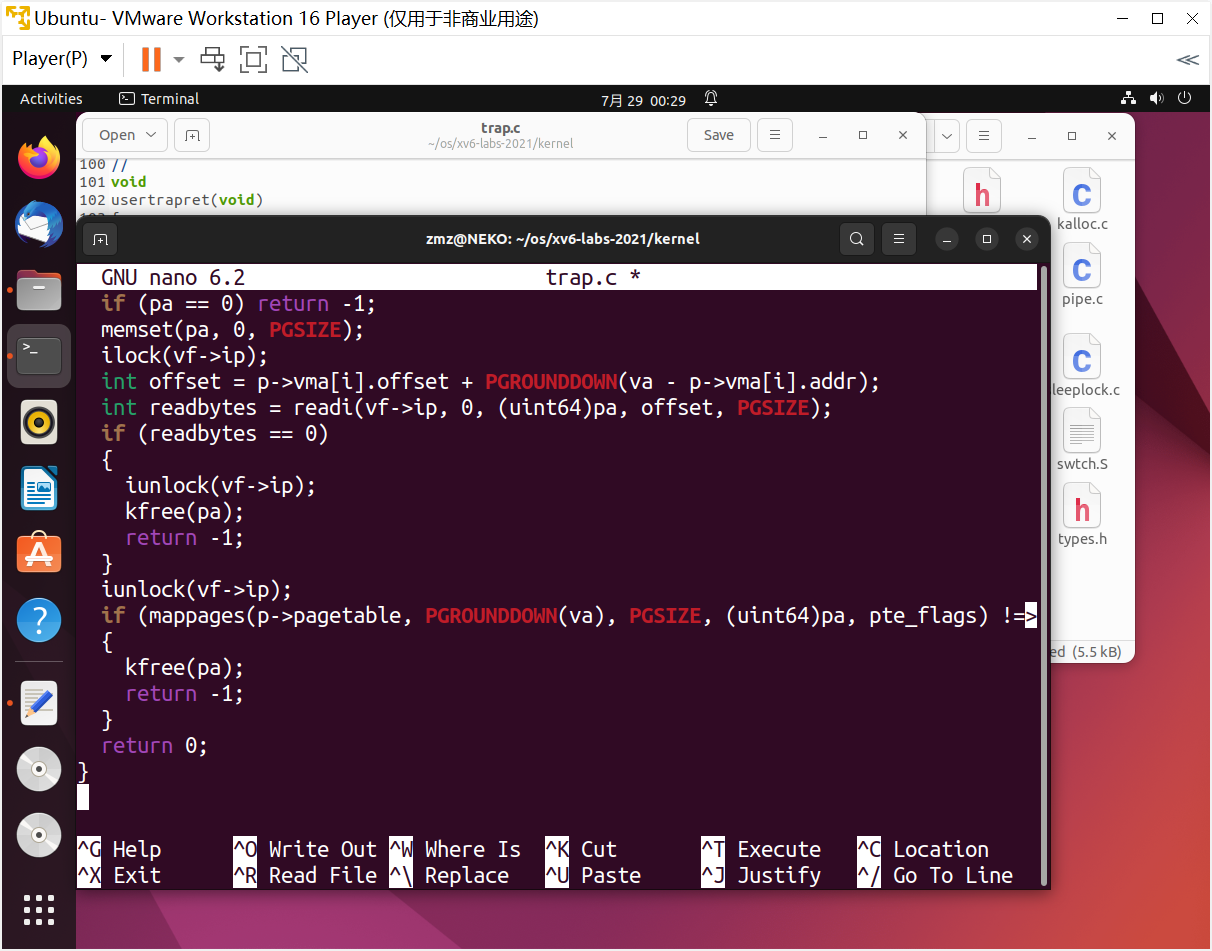 Ubuntu- VMware Workstation 16 Player (仅用于非商业用途)
Player(P)
Activities
Terminal
7月 29 00:29
Open
trap.c
~/os/xv6-labs-2021/kernel
Save
100 //
101 void
102 usertrapret(void)
kalloc.c
pipe.c
leeplock.c
swtch.S
types.h
ed (5.5 kB)
zmz@NEKO: ~/os/xv6-labs-2021/kernel
GNU nano 6.2 trap.c *
if (pa == 0) return -1;
memset(pa, 0, PGSIZE);
ilock(vf->ip);
int offset = p->vma[i].offset + PGROUNDDOWN(va - p->vma[i].addr);
int readbytes = readi(vf->ip, 0, (uint64)pa, offset, PGSIZE);
if (readbytes == 0)
{
iunlock(vf->ip);
kfree(pa);
return -1;
}
iunlock(vf->ip);
if (mappages(p->pagetable, PGROUNDDOWN(va), PGSIZE, (uint64)pa, pte_flags) !=>
{
kfree(pa);
return -1;
}
return 0;
}
^G Help ^O Write Out ^W Where Is ^K Cut ^T Execute ^C Location
^X Exit ^R Read File ^\ Replace ^U Paste ^J Justify ^/ Go To Line